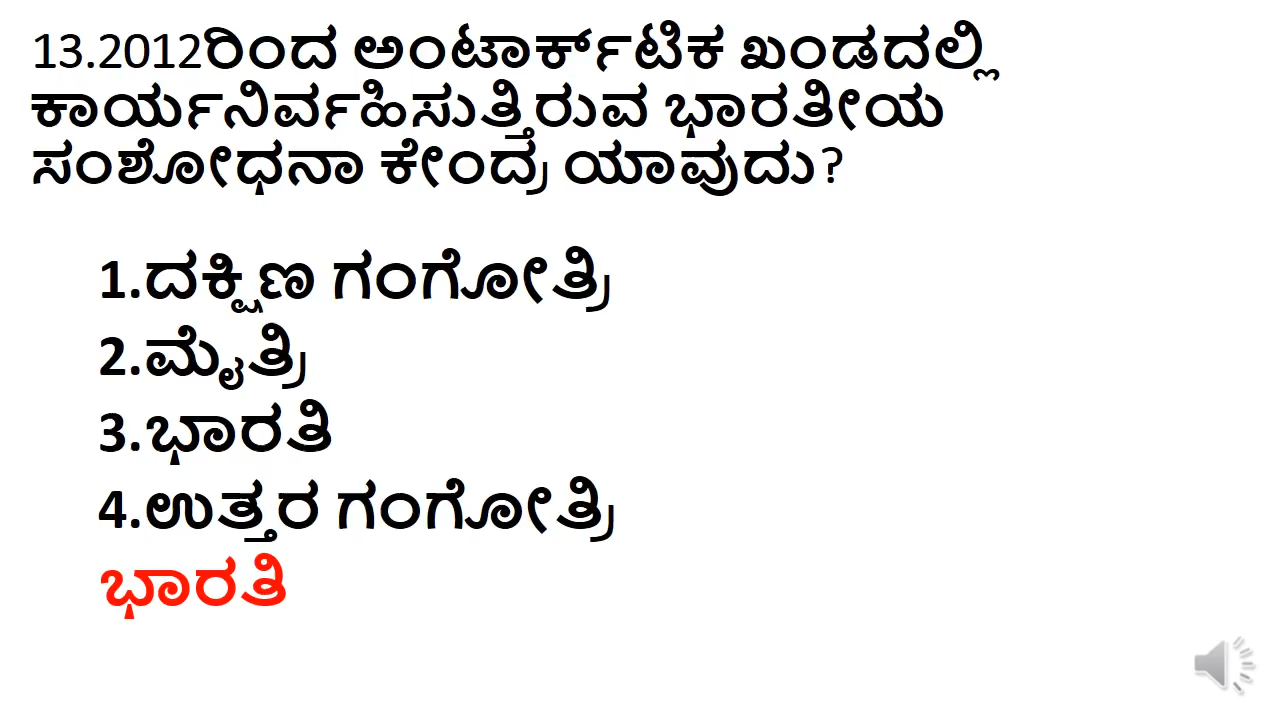 13.2012ರಿಂದ ಅಂಟಾರ್ಕ್ಟಿಕ ಖಂಡದಲ್ಲಿ
ಕಾರ್ಯನಿರ್ವಹಿಸುತ್ತಿರುವ ಭಾರತೀಯ
ಸಂಶೋಧನಾ ಕೇಂದ್ರ ಯಾವುದು?
1.ದಕ್ಷಿಣ ಗಂಗೋತ್ರಿ
2.ಮೈತ್ರಿ
3.ಭಾರತಿ
4.ಉತ್ತರ ಗಂಗೋತ್ರಿ
ಭಾರತಿ